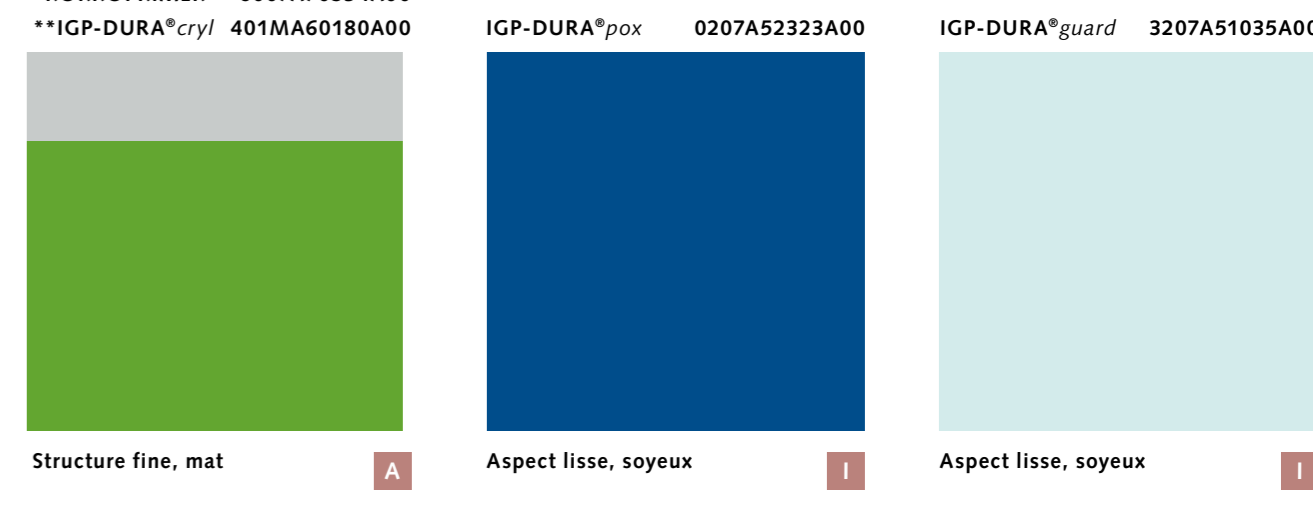 **IGP-DURA®cryl 401MA60180A00
IGP-DURA®pox 0207A52323A00
IGP-DURA®guard 3207A51035A00
Structure fine, mat
A
Aspect lisse, soyeux
I
Aspect lisse, soyeux
I